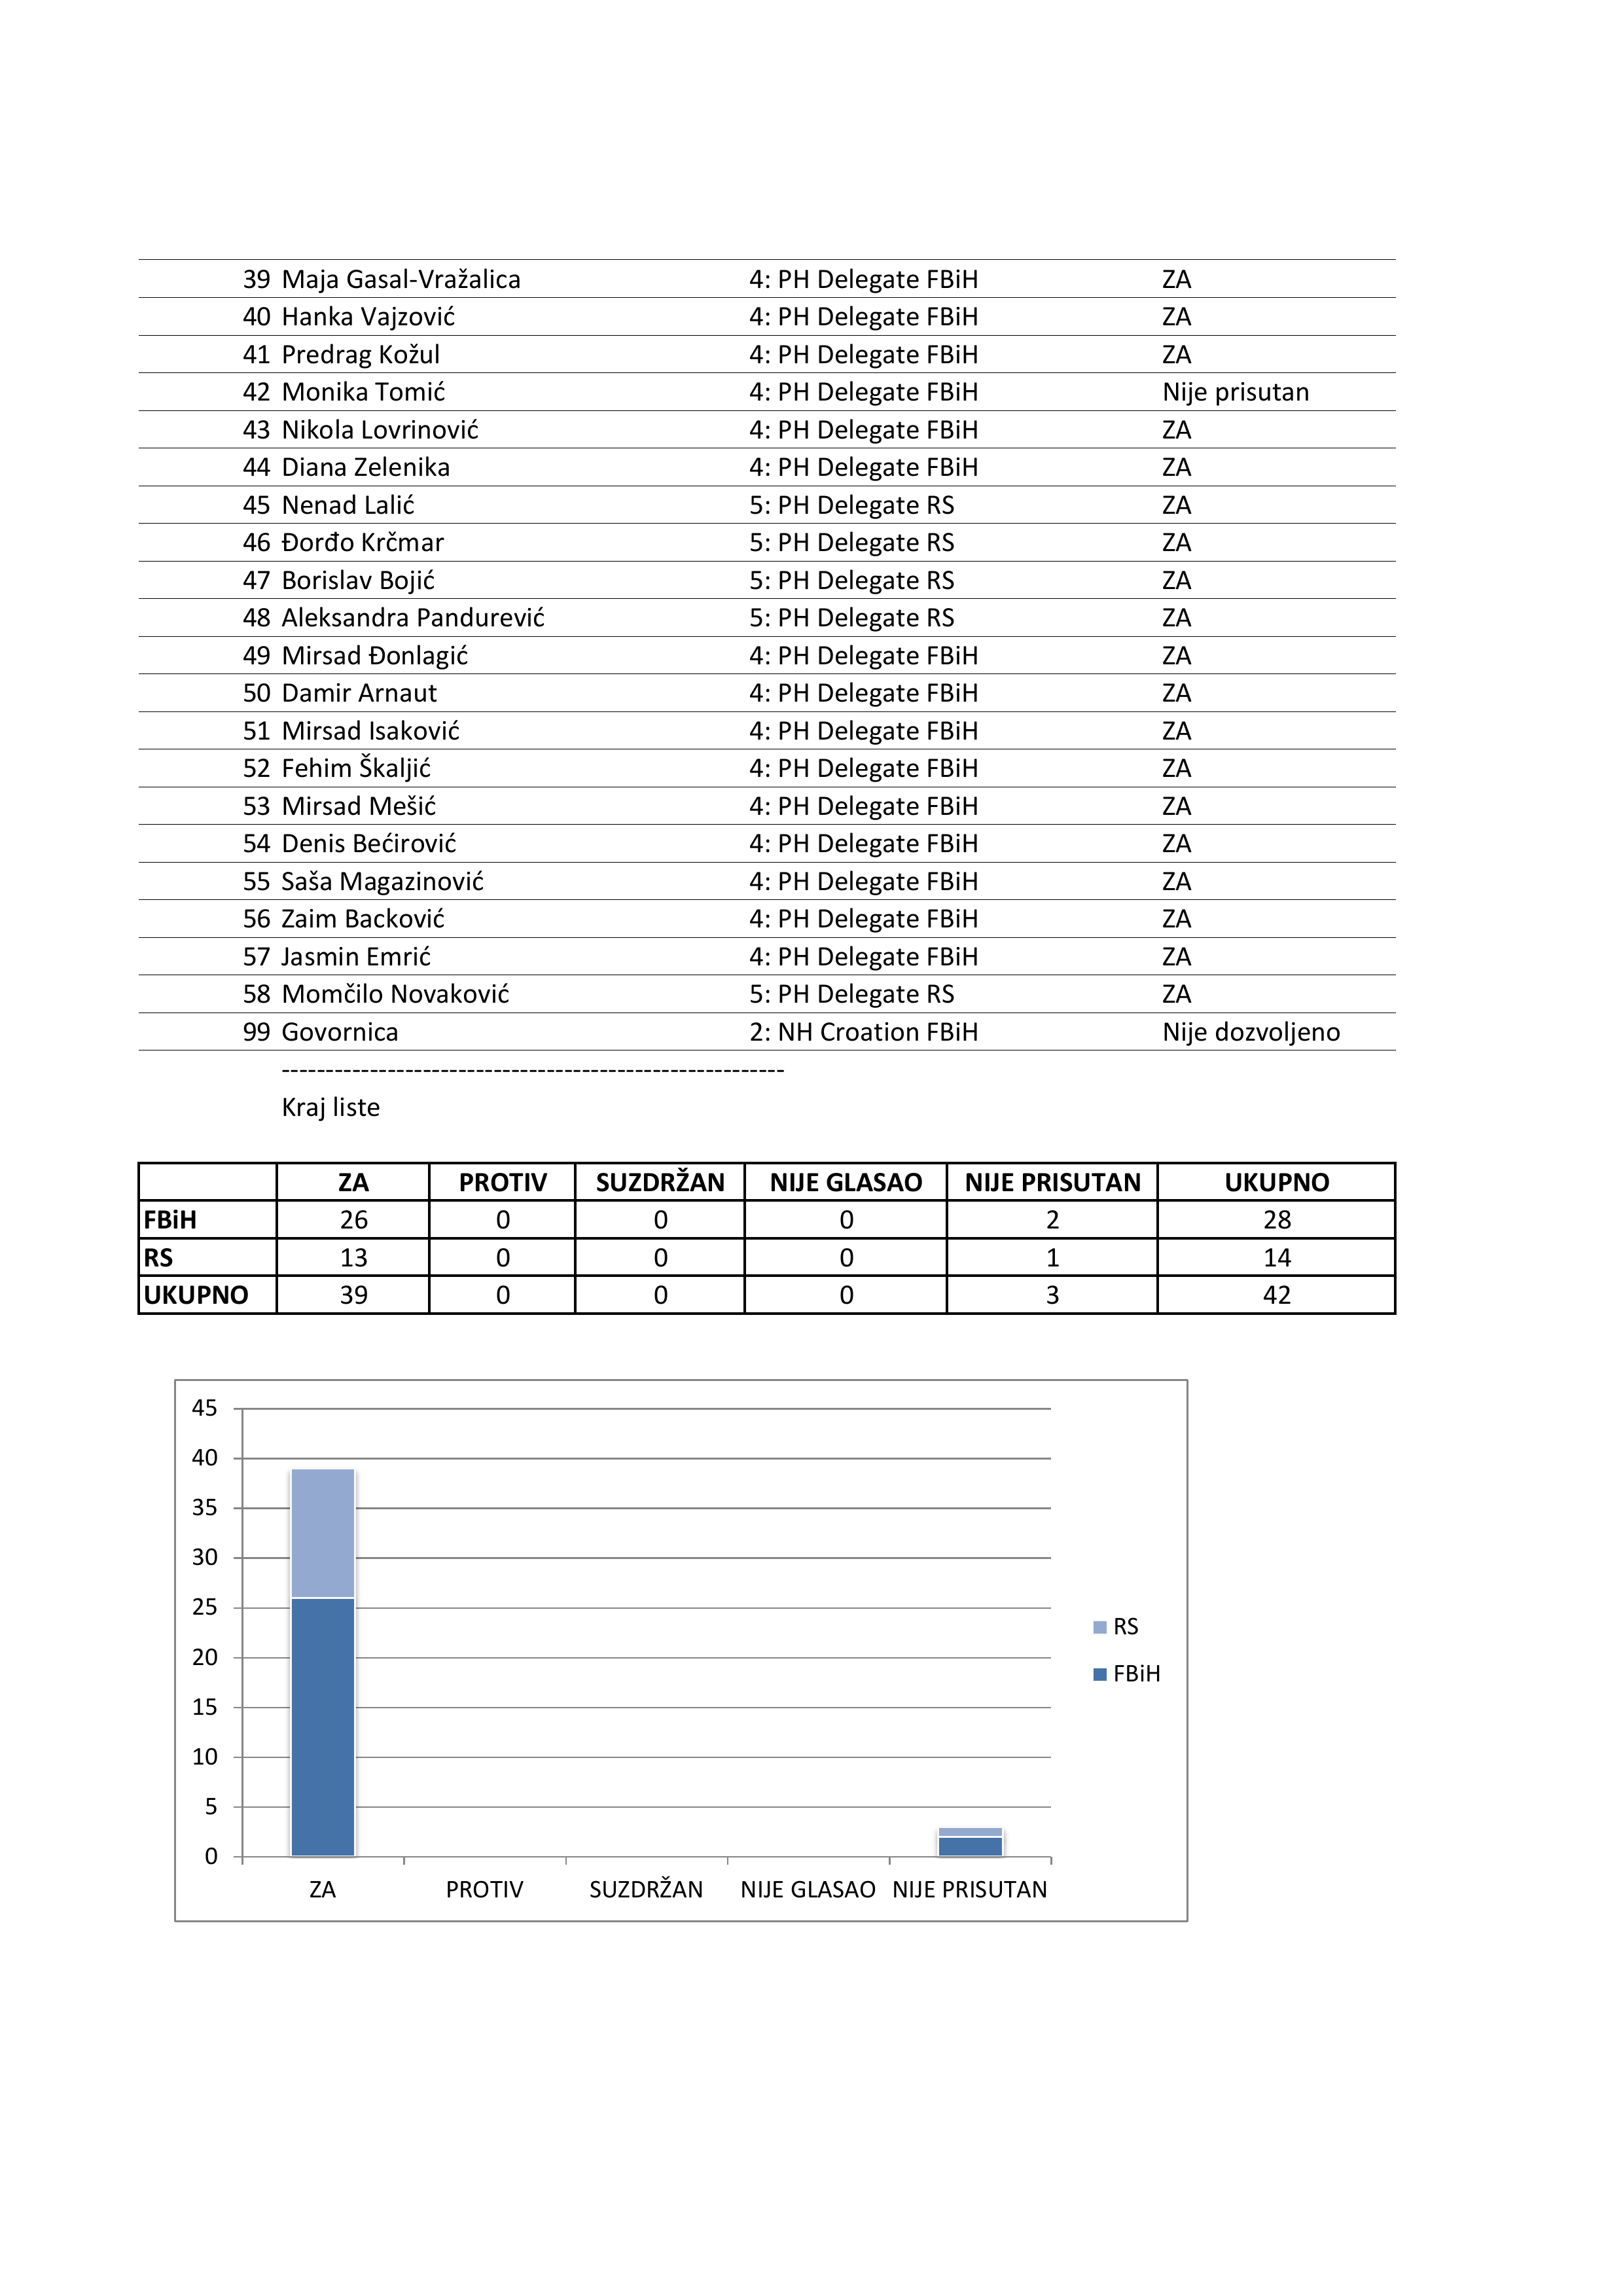 39 Maja Gasal-Vražalica 4: PH Delegate FBiH ZA
40 Hanka Vajzović 4: PH Delegate FBiH ZA
41 Predrag Kožul 4: PH Delegate FBiH ZA
42 Monika Tomić 4: PH Delegate FBiH Nije prisutan
43 Nikola Lovrinović 4: PH Delegate FBiH ZA
44 Diana Zelenika 4: PH Delegate FBiH ZA
45 Nenad Lalić 5: PH Delegate RS ZA
46 Đorđo Krčmar 5: PH Delegate RS ZA
47 Borislav Bojić 5: PH Delegate RS ZA
48 Aleksandra Pandurević 5: PH Delegate RS ZA
49 Mirsad Đonlagić 4: PH Delegate FBiH ZA
50 Damir Arnaut 4: PH Delegate FBiH ZA
51 Mirsad Isaković 4: PH Delegate FBiH ZA
52 Fehim Škaljić 4: PH Delegate FBiH ZA
53 Mirsad Mešić 4: PH Delegate FBiH ZA
54 Denis Bećirović 4: PH Delegate FBiH ZA
55 Saša Magazinović 4: PH Delegate FBiH ZA
56 Zaim Backović 4: PH Delegate FBiH ZA
57 Jasmin Emrić 4: PH Delegate FBiH ZA
58 Momčilo Novaković 5: PH Delegate RS ZA
99 Govornica 2: NH Croation FBiH Nije dozvoljeno
---------------------------------------------------------
Kraj liste
ZA PROTIV SUZDRŽAN NIJE GLASAO NIJE PRISUTAN UKUPNO
FBiH 26 0 0 0 2 28
RS 13 0 0 0 1 14
UKUPNO 39 0 0 0 3 42
45
40
35
30
25
20
15
10
5
0
ZA PROTIV SUZDRŽAN NIJE GLASAO NIJE PRISUTAN
RS
FBiH